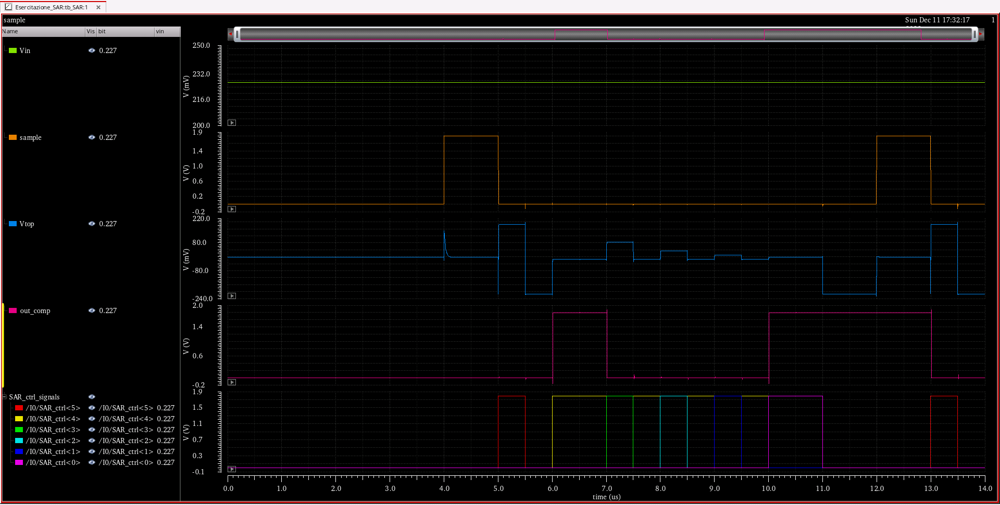 Esercitazione_SAR:tb_SAR:1 ×
sample
Sun Dec 11 17:32:17
1
Name Vis bit vin
Vin 0.227
sample 0.227
Vtop 0.227
out_comp 0.227
SAR_ctrl_signals
/I0/SAR_ctrl<5> /I0/SAR_ctrl<5> 0.227
/I0/SAR_ctrl<4> /I0/SAR_ctrl<4> 0.227
/I0/SAR_ctrl<3> /I0/SAR_ctrl<3> 0.227
/I0/SAR_ctrl<2> /I0/SAR_ctrl<2> 0.227
/I0/SAR_ctrl<1> /I0/SAR_ctrl<1> 0.227
/I0/SAR_ctrl<0> /I0/SAR_ctrl<0> 0.227
250.0
232.0
V (mV)
216.0
200.0
1.9
1.4
1.0
V (V)
0.6
0.2
-0.2
220.0
80.0
V (mV)
-80.0
-240.0
2.0
1.4
V (V)
0.6
-0.2
1.9
1.5
1.1
V (V)
0.7
0.3
-0.1
0.0 1.0 2.0 3.0 4.0 5.0 6.0 7.0 8.0 9.0 10.0 11.0 12.0 13.0 14.0
time (us)